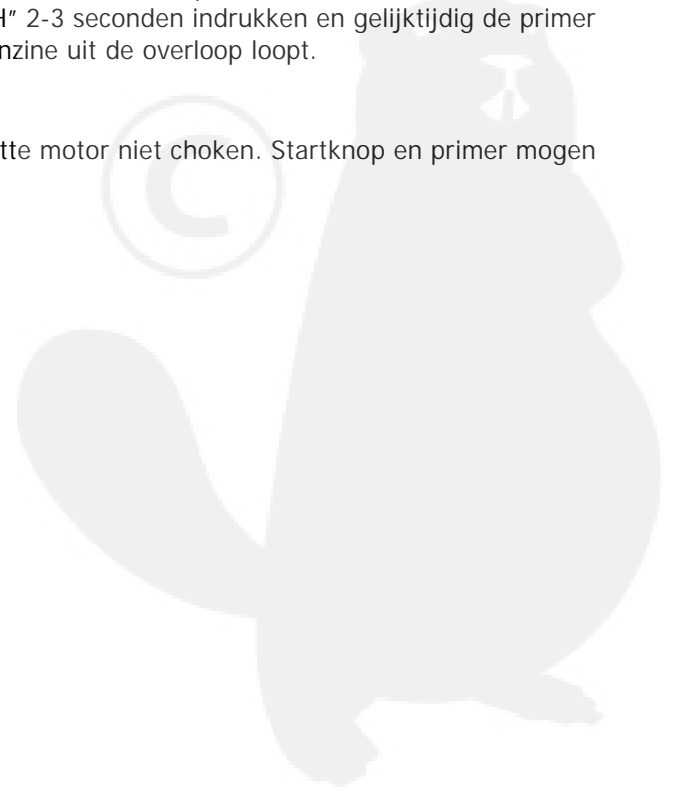 H" 2-3 seconden indrukken en gelijktijdig de primer
nzine uit de overloop loopt.
tte motor niet choken. Startknop en primer mogen
©